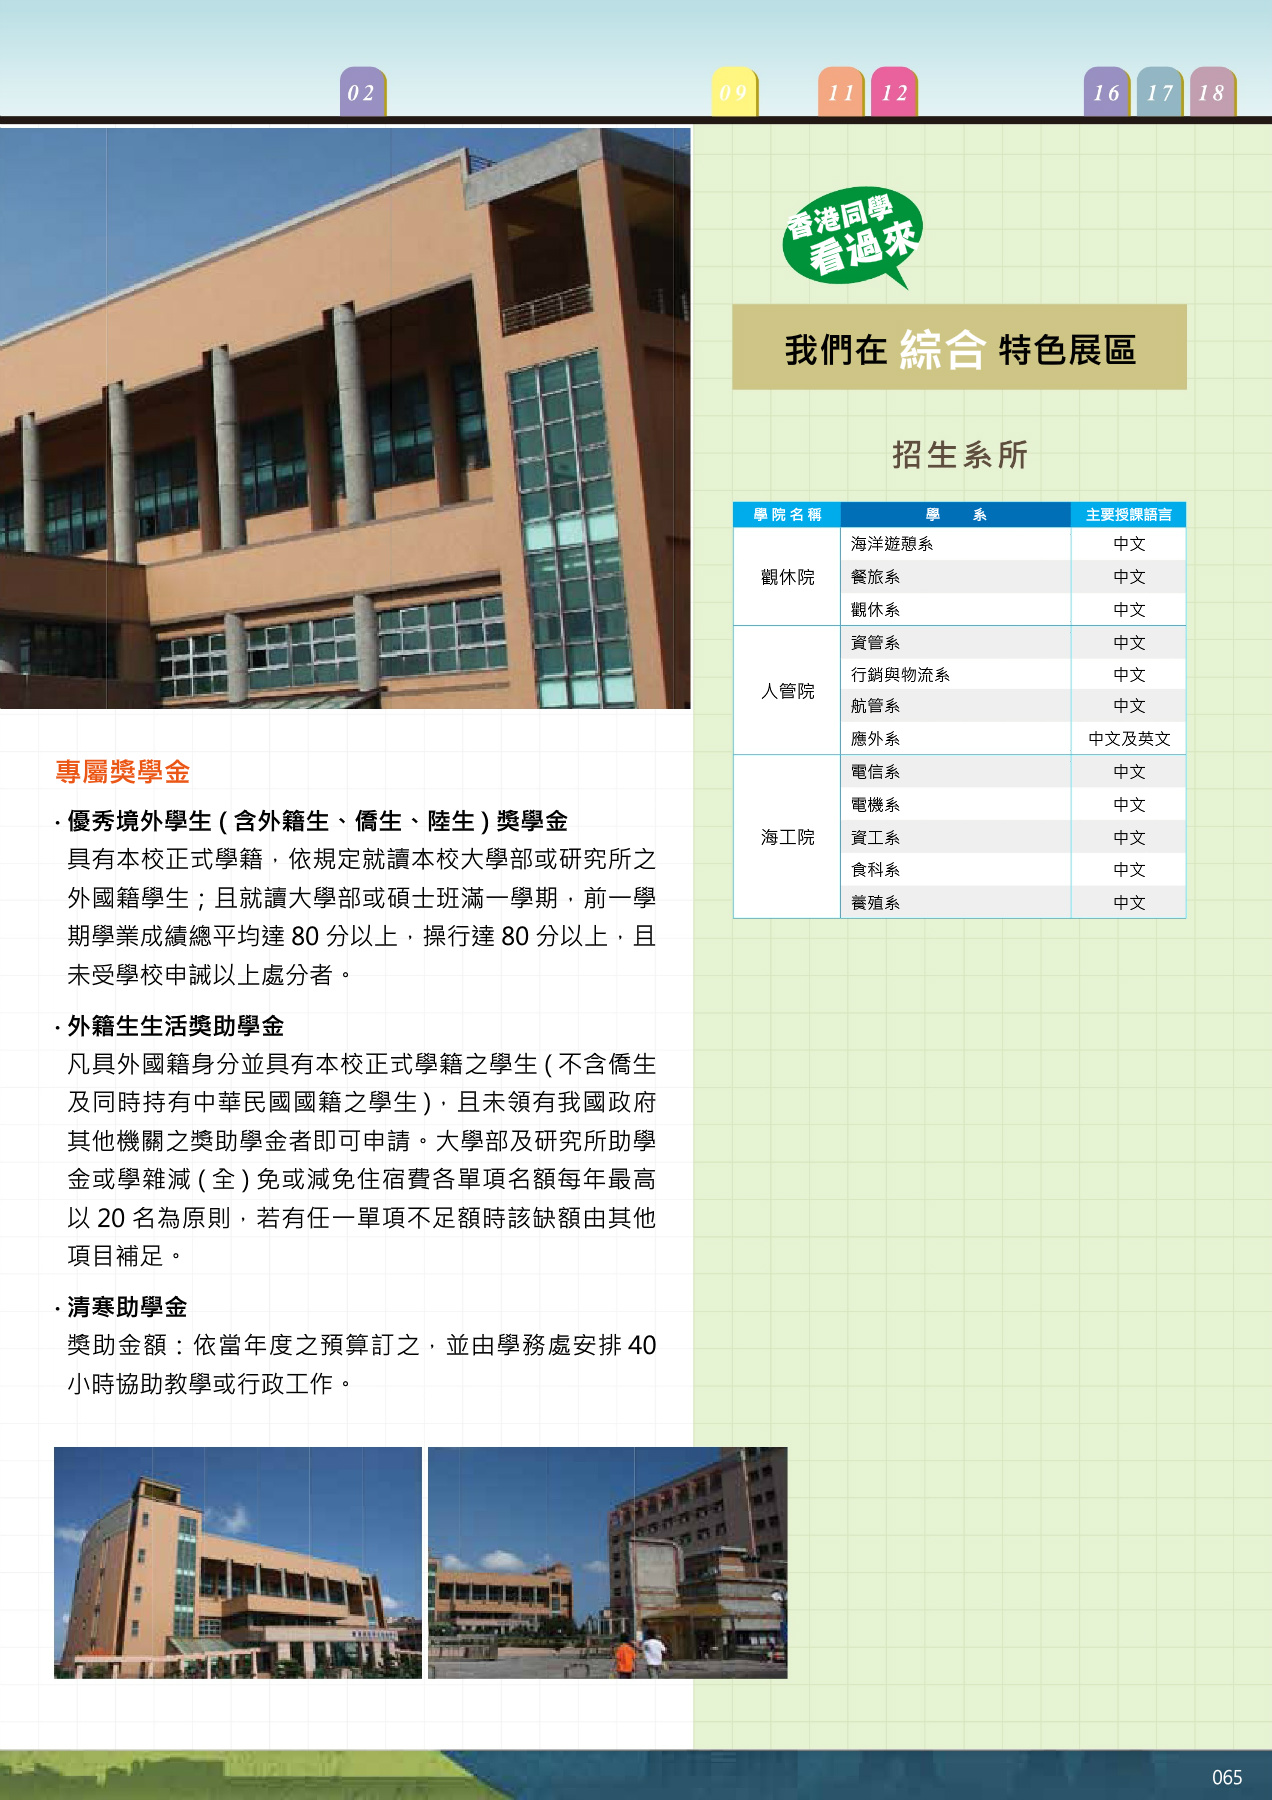 02
09
11
12
16
17
18
香港同學
看過來
我們在 綜合 特色展區
招生系所
學院名稱 學 系 主要授課語言
觀休院
海洋遊憩系 中文
餐旅系 中文
觀休系 中文
人管院
資管系 中文
行銷與物流系 中文
航管系 中文
應外系 中文及英文
海工院
電信系 中文
電機系 中文
資工系 中文
食科系 中文
養殖系 中文
專屬獎學金
· 優秀境外學生 ( 含外籍生、僑生、陸生 ) 獎學金
具有本校正式學籍，依規定就讀本校大學部或研究所之
外國籍學生；且就讀大學部或碩士班滿一學期，前一學
期學業成績總平均達 80 分以上，操行達 80 分以上，且
未受學校申誡以上處分者。
· 外籍生生活獎助學金
凡具外國籍身分並具有本校正式學籍之學生 ( 不含僑生
及同時持有中華民國國籍之學生 )，且未領有我國政府
其他機關之獎助學金者即可申請。大學部及研究所助學
金或學雜減 ( 全 ) 免或減免住宿費各單項名額每年最高
以 20 名為原則，若有任一單項不足額時該缺額由其他
項目補足。
· 清寒助學金
獎助金額：依當年度之預算訂之，並由學務處安排 40
小時協助教學或行政工作。
065